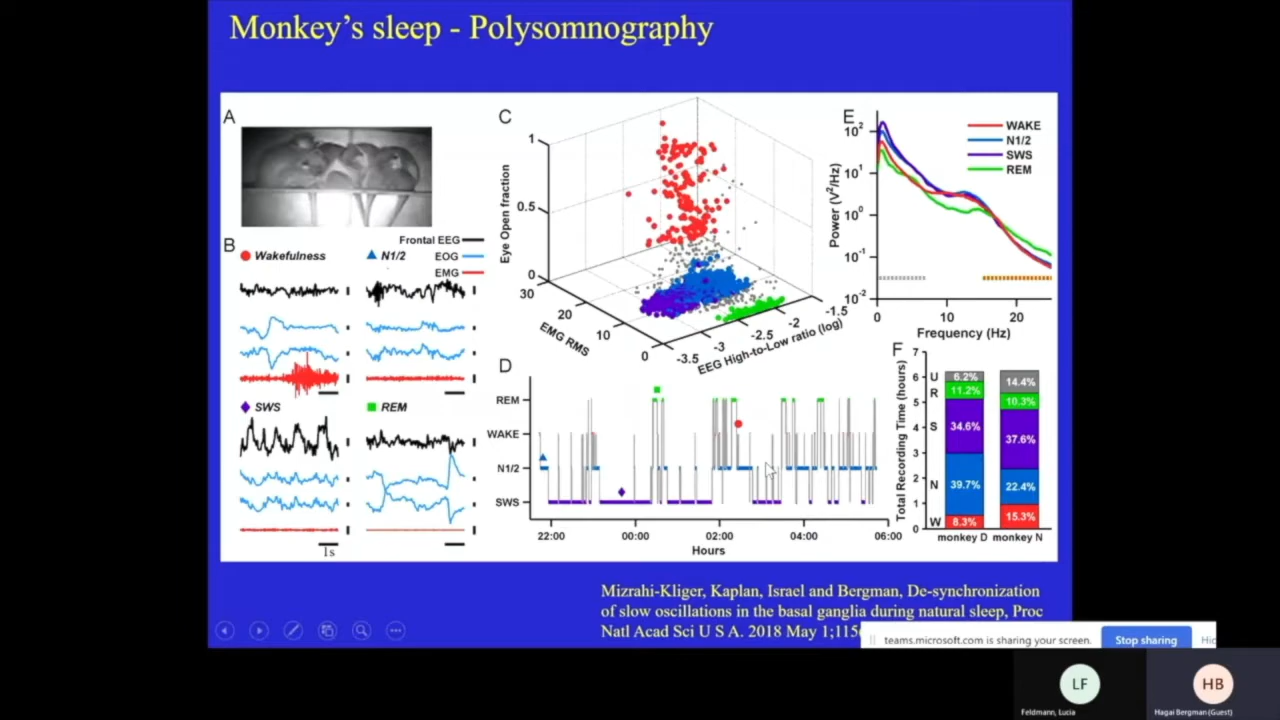 Monkey's sleep - Polysomnography
A
B
Frontal EEG
EOG
EMG
Wakefulness
N1/2
SWS
REM
1s
C
Eye Open fraction
1
0.5
0
30
20
10
0
EMG RMS
-3.5
-3
-2.5
-2
-1.5
EEG High-to-Low ratio (log)
D
REM
WAKE
N1/2
SWS
22:00
00:00
02:00
04:00
06:00
Hours
E
WAKE
N1/2
SWS
REM
Power (V²/Hz)
10²
10¹
10⁰
10⁻¹
10⁻²
0
10
20
Frequency (Hz)
F
Total Recording Time (hours)
7
6
5
4
3
2
1
0
U
R
S
N
W
6.2%
11.2%
34.6%
39.7%
8.3%
14.4%
10.3%
37.6%
22.4%
15.3%
monkey D
monkey N
Mizrahi-Kliger, Kaplan, Israel and Bergman, De-synchronization
of slow oscillations in the basal ganglia during natural sleep, Proc
Natl Acad Sci U S A. 2018 May 1;115
teams.microsoft.com is sharing your screen.
Stop sharing
LF
Feldmann, Lucia
HB
Hagai Bergman (Guest)